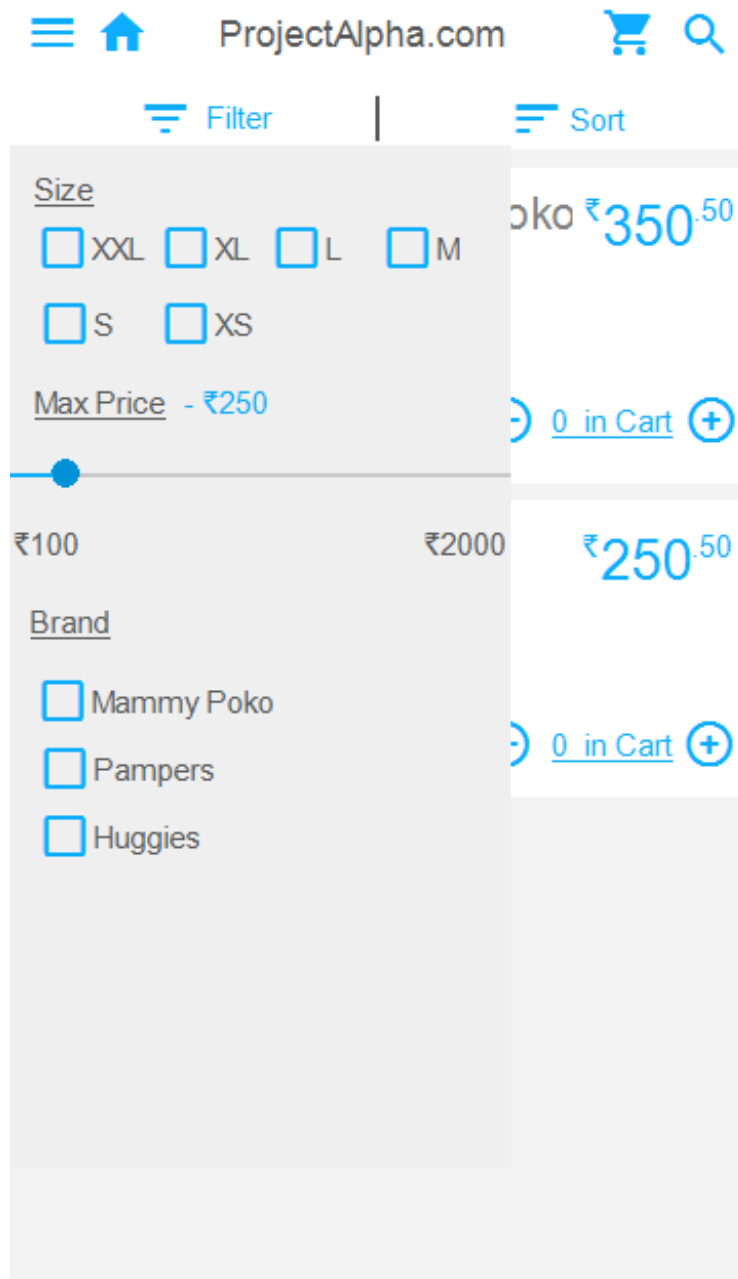 ProjectAlpha.com
Filter | Sort
Size
XXL XL L M
S XS
Max Price - ₹250
₹100 ₹2000
Brand
Mammy Poko
Pampers
Huggies
oko ₹350.50
0 in Cart
₹250.50
0 in Cart